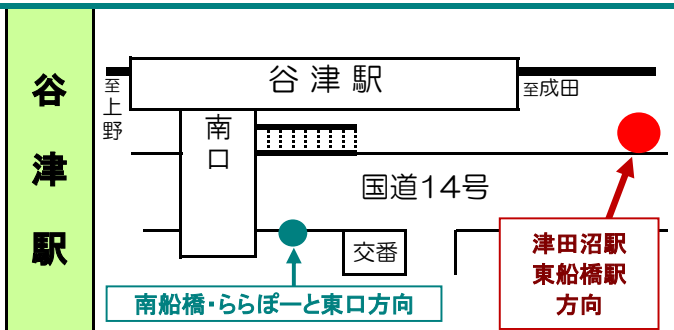 谷津駅
谷津駅
至上野
至成田
南口
国道14号
交番
南船橋・ららぽーと東口方向
津田沼駅
東船橋駅
方向